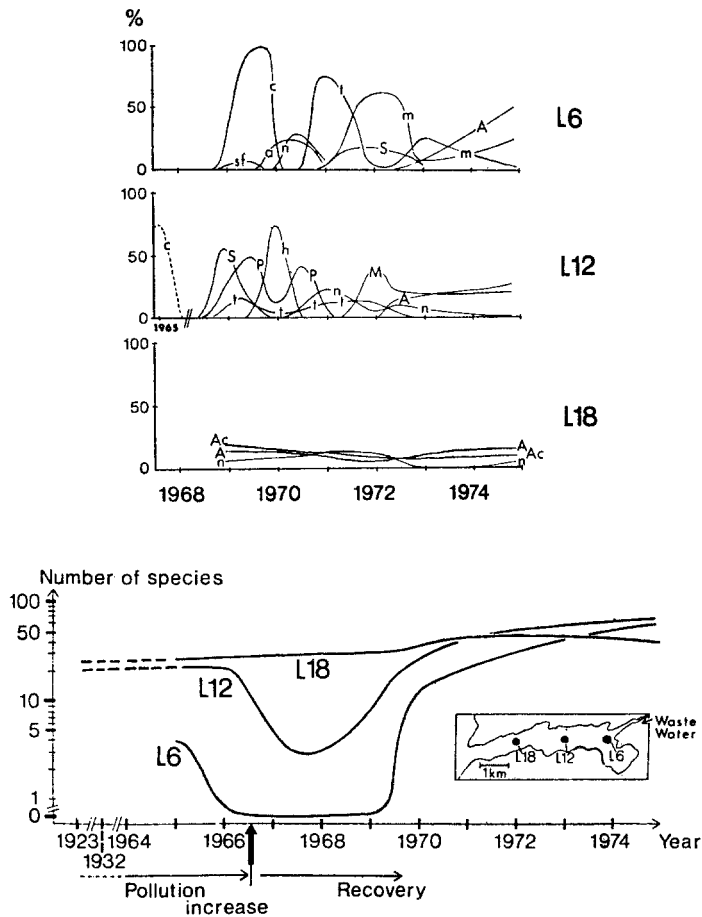 %
100
50
0
c
sf
a
n
t
m
S
A
m
L6
100
50
0
c
S
p
h
p
t
t
t
n
t
M
A
n
1965
L12
100
50
0
Ac
A
n
A
Ac
n
L18
1968 1970 1972 1974
Number of species
100
50
10
5
1
0
L18
L12
L6
Waste
Water
L18 L12 L6
1km
1923 1964 1966 1968 1970 1972 1974 Year
1932
Pollution Recovery
increase